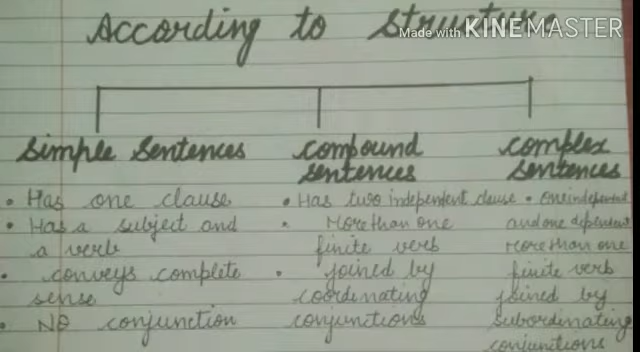 According to Structure
Made with KINEMASTER
Simple Sentences
• Has one clause
• Has a subject and
a verb
• conveys complete
sense
• No conjunction
compound
sentences
• Has two independent clause
• More than one
finite verb
• joined by
coordinating
conjunctions
complex
sentences
• one independent
and one dependent
More than one
finite verb
joined by
subordinating
conjunctions